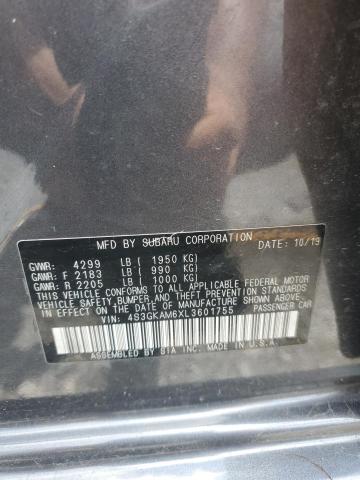 MFD BY SUBARU CORPORATION DATE: 10/19
GVWR: 4299 LB ( 1950 KG)
GAWR: F 2183 LB ( 990 KG)
GAWR: R 2205 LB ( 1000 KG)
THIS VEHICLE CONFORMS TO ALL APPLICABLE FEDERAL MOTOR
VEHICLE SAFETY, BUMPER, AND THEFT PREVENTION STANDARDS
IN EFFECT ON THE DATE OF MANUFACTURE SHOWN ABOVE.
VIN: 4S3GKAM6XL3601755 PASSENGER CAR
ASSEMBLED BY SIA INC. MADE IN U.S.A.